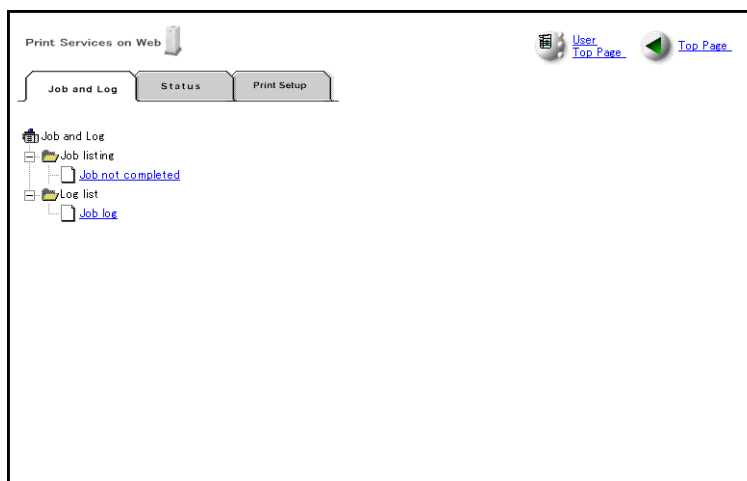 Print Services on Web
User
Top Page
Top Page
Job and Log
Status
Print Setup
Job and Log
Job listing
Job not completed
Log list
Job log